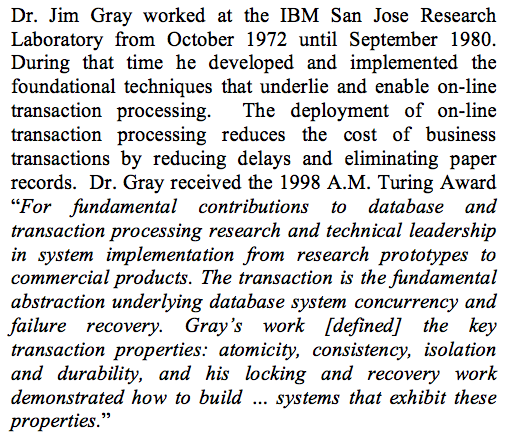 Dr. Jim Gray worked at the IBM San Jose Research
Laboratory from October 1972 until September 1980.
During that time he developed and implemented the
foundational techniques that underlie and enable on-line
transaction processing. The deployment of on-line
transaction processing reduces the cost of business
transactions by reducing delays and eliminating paper
records. Dr. Gray received the 1998 A.M. Turing Award
“For fundamental contributions to database and
transaction processing research and technical leadership
in system implementation from research prototypes to
commercial products. The transaction is the fundamental
abstraction underlying database system concurrency and
failure recovery. Gray’s work [defined] the key
transaction properties: atomicity, consistency, isolation
and durability, and his locking and recovery work
demonstrated how to build ... systems that exhibit these
properties.”